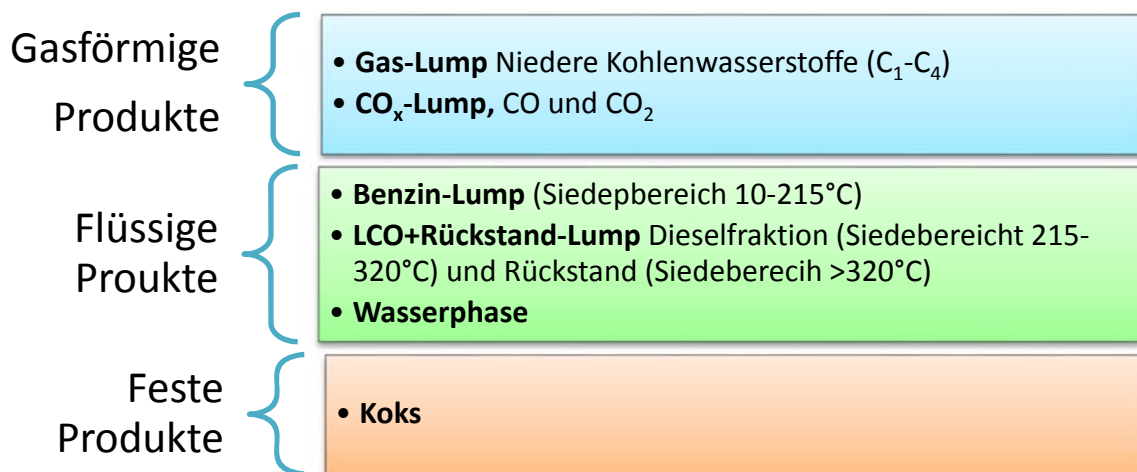 Gasförmige
Produkte
• Gas-Lump Niedere Kohlenwasserstoffe (C₁-C₄)
• COₓ-Lump, CO und CO₂
Flüssige
Proukte
• Benzin-Lump (Siedepbereich 10-215°C)
• LCO+Rückstand-Lump Dieselfraktion (Siedebereicht 215-
320°C) und Rückstand (Siedeberecih >320°C)
• Wasserphase
Feste
Produkte
• Koks